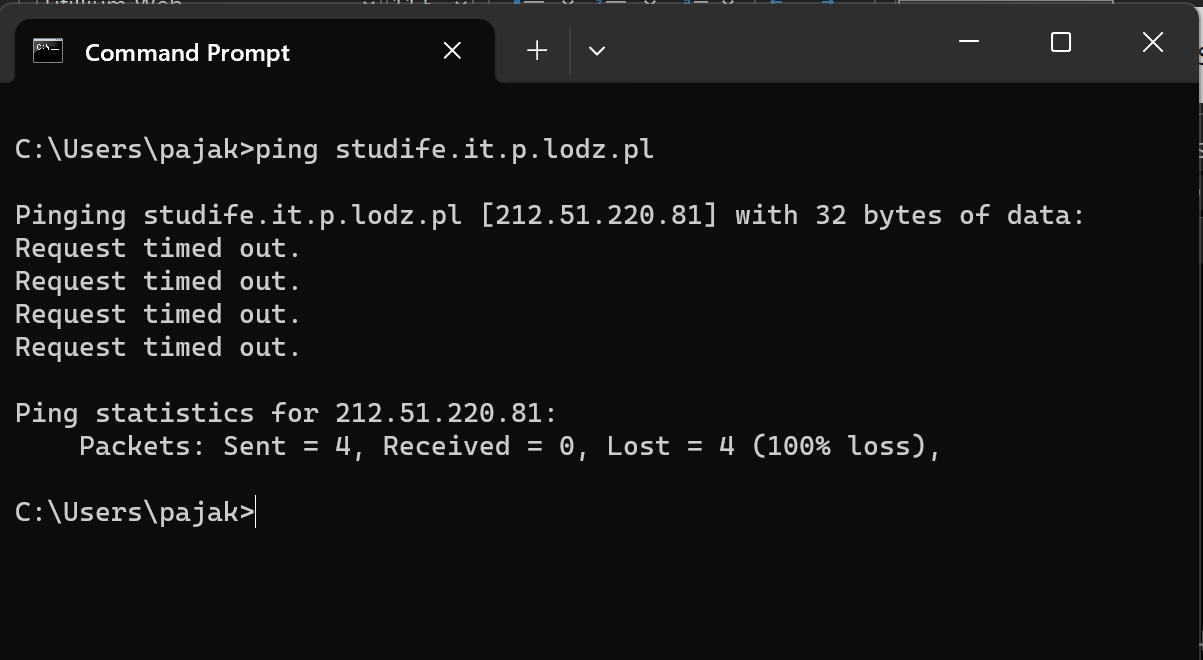 Command Prompt
C:\Users\pajak>ping studife.it.p.lodz.pl
Pinging studife.it.p.lodz.pl [212.51.220.81] with 32 bytes of data:
Request timed out.
Request timed out.
Request timed out.
Request timed out.
Ping statistics for 212.51.220.81:
    Packets: Sent = 4, Received = 0, Lost = 4 (100% loss),
C:\Users\pajak>